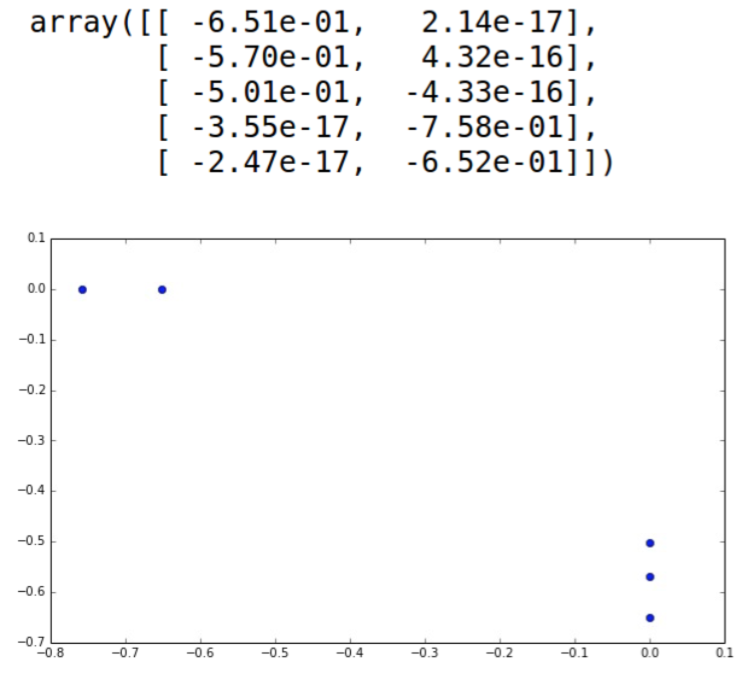 array([[ -6.51e-01,   2.14e-17],
       [ -5.70e-01,   4.32e-16],
       [ -5.01e-01,  -4.33e-16],
       [ -3.55e-17,  -7.58e-01],
       [ -2.47e-17,  -6.52e-01]])
0.1
0.0
−0.1
−0.2
−0.3
−0.4
−0.5
−0.6
−0.7
−0.8 −0.7 −0.6 −0.5 −0.4 −0.3 −0.2 −0.1 0.0 0.1